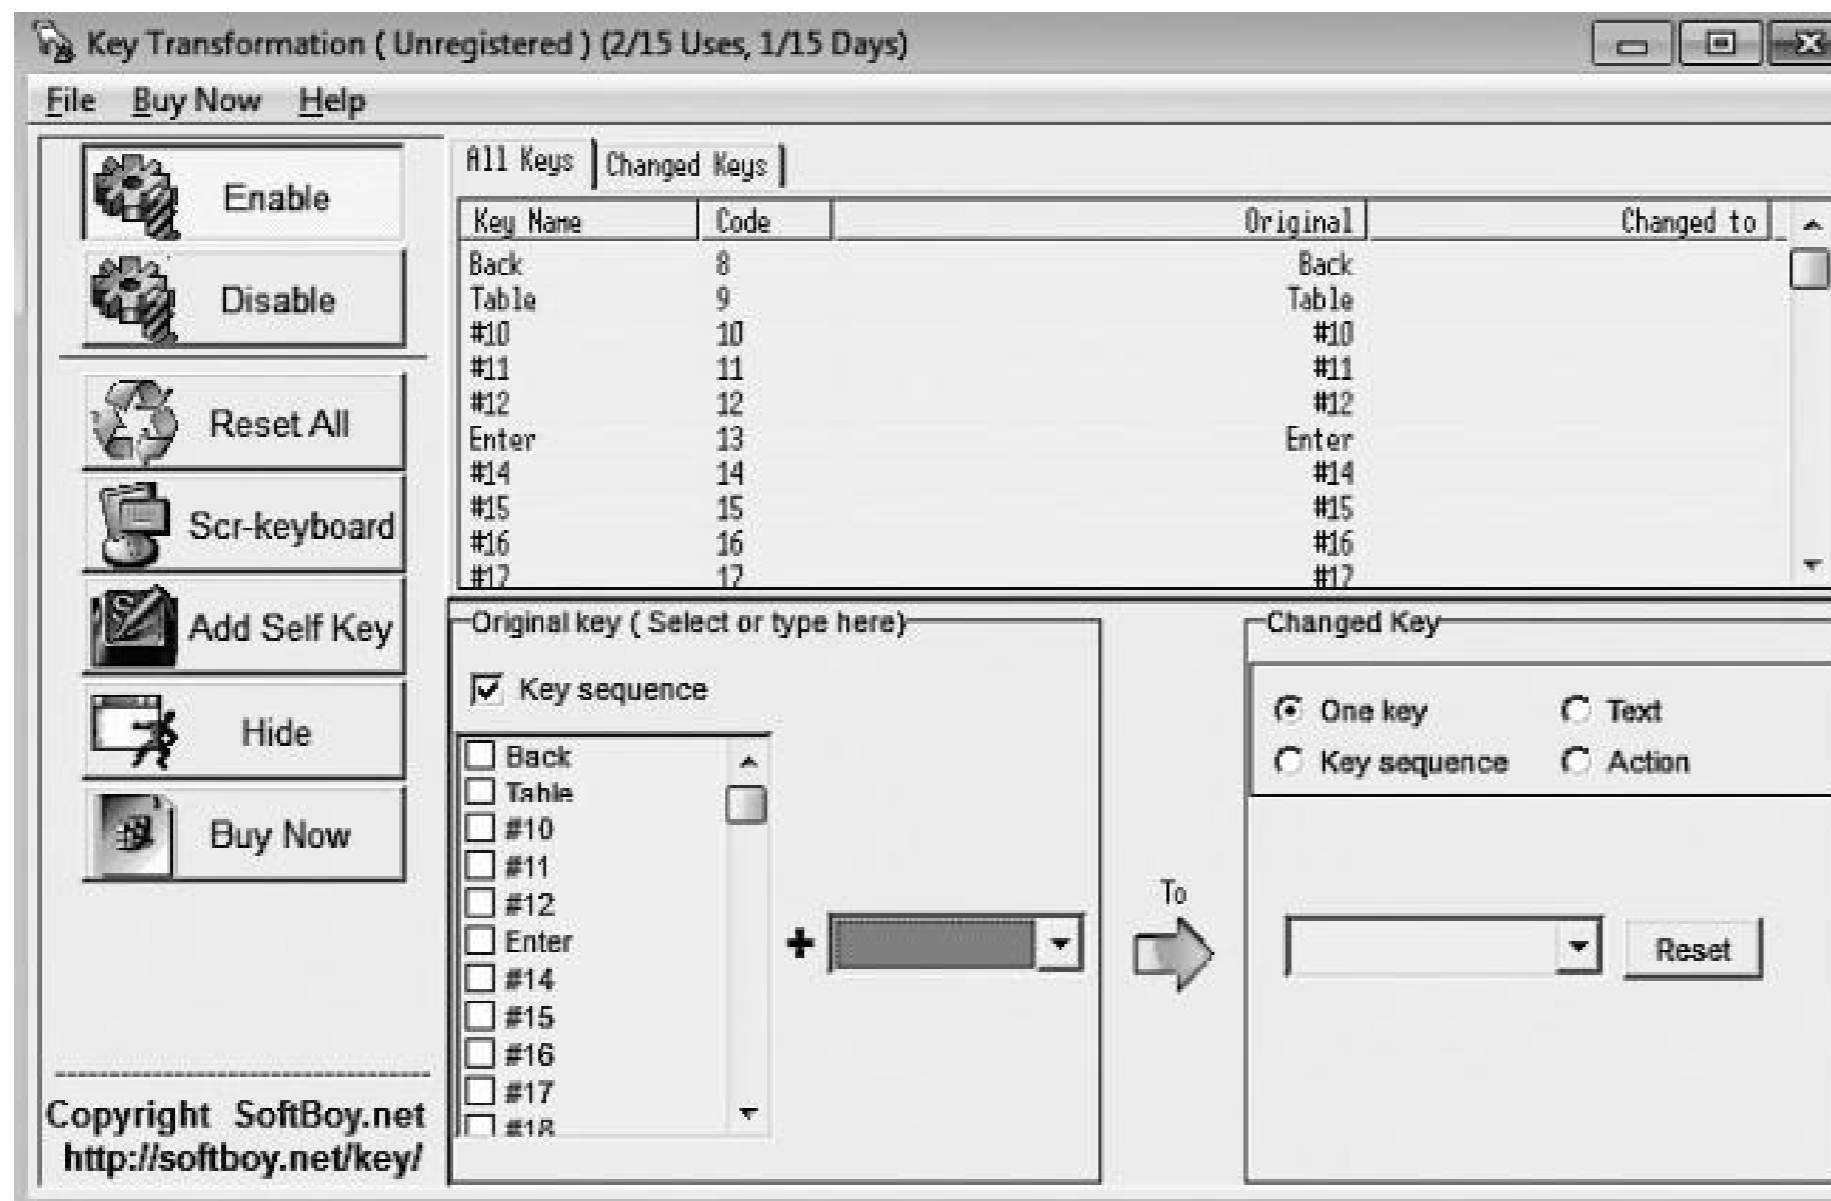 Key Transformation ( Unregistered ) (2/15 Uses, 1/15 Days)
File Buy Now Help
Enable
Disable
Reset All
Scr-keyboard
Add Self Key
Hide
Buy Now
Copyright SoftBoy.net
http://softboy.net/key/
All Keys Changed Keys
Key Name Code Original Changed to
Back 8 Back
Table 9 Table
#10 10 #10
#11 11 #11
#12 12 #12
Enter 13 Enter
#14 14 #14
#15 15 #15
#16 16 #16
#17 17 #17
Original key ( Select or type here)
Key sequence
Back
Table
#10
#11
#12
Enter
#14
#15
#16
#17
#18
+
To
Changed Key
One key Text
Key sequence Action
Reset